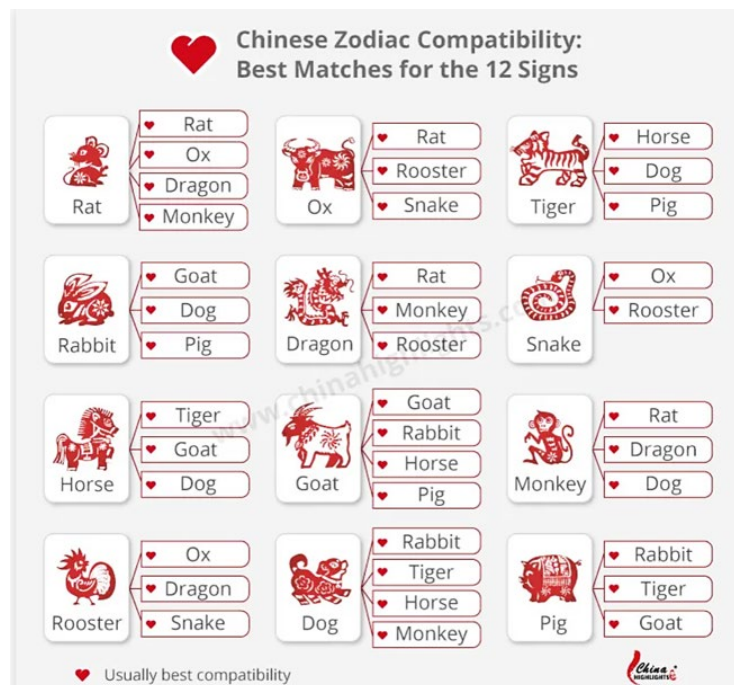 Chinese Zodiac Compatibility:
Best Matches for the 12 Signs
Rat
Rat
Ox
Dragon
Monkey
Ox
Rat
Rooster
Snake
Tiger
Horse
Dog
Pig
Rabbit
Goat
Dog
Pig
Dragon
Rat
Monkey
Rooster
Snake
Ox
Rooster
Horse
Tiger
Goat
Dog
Goat
Goat
Rabbit
Horse
Pig
Monkey
Rat
Dragon
Dog
Rooster
Ox
Dragon
Snake
Dog
Rabbit
Tiger
Horse
Monkey
Pig
Rabbit
Tiger
Goat
Usually best compatibility
China
HIGHLIGHTS